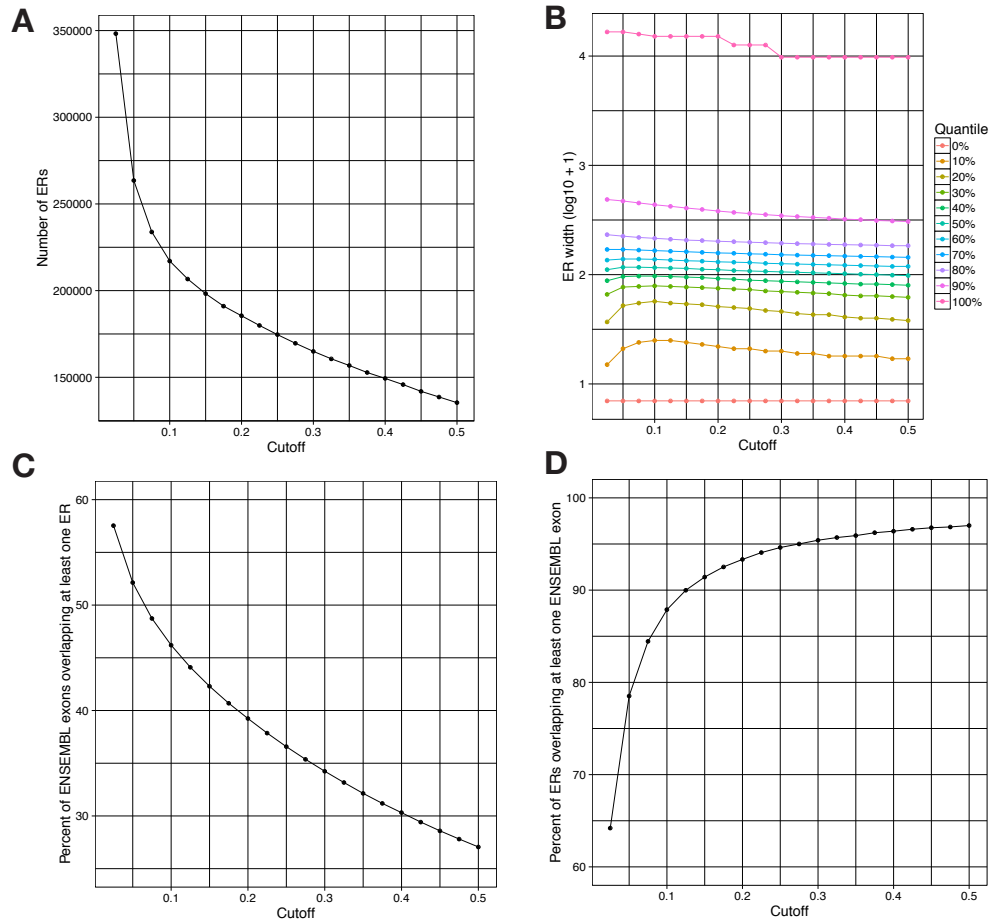 A
350000
300000
250000
200000
150000
Number of ERs
0.1 0.2 0.3 0.4 0.5
Cutoff
B
4
3
2
1
ER width (log10 + 1)
0.1 0.2 0.3 0.4 0.5
Cutoff
Quantile
0%
10%
20%
30%
40%
50%
60%
70%
80%
90%
100%
C
60
50
40
30
Percent of ENSEMBL exons overlapping at least one ER
0.1 0.2 0.3 0.4 0.5
Cutoff
D
100
90
80
70
60
Percent of ERs overlapping at least one ENSEMBL exon
0.1 0.2 0.3 0.4 0.5
Cutoff